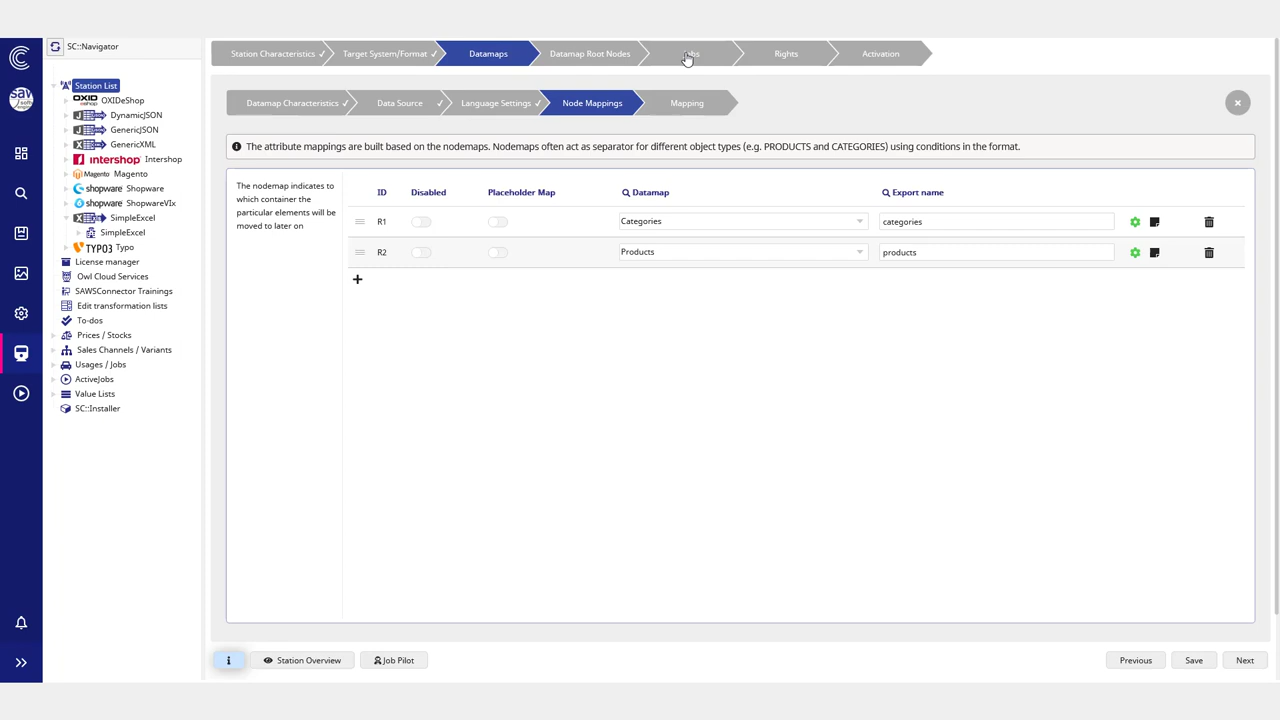 SC::Navigator
Station Characteristics ✓
Target System/Format ✓
Datamaps
Datamap Root Nodes
Rights
Activation
Station List
OXID eshop OXIDeShop
DynamicJSON
GenericJSON
GenericXML
intershop Intershop
Magento Magento
shopware Shopware
shopware ShopwareVIx
SimpleExcel
SimpleExcel
TYPO3 Typo
License manager
Owl Cloud Services
SAWSConnector Trainings
Edit transformation lists
To-dos
Prices / Stocks
Sales Channels / Variants
Usages / Jobs
ActiveJobs
Value Lists
SC::Installer
Datamap Characteristics ✓
Data Source ✓
Language Settings ✓
Node Mappings
Mapping
The attribute mappings are built based on the nodemaps. Nodemaps often act as separator for different object types (e.g. PRODUCTS and CATEGORIES) using conditions in the format.
The nodemap indicates to
which container the
particular elements will be
moved to later on
ID Disabled Placeholder Map Datamap Export name
R1 Categories categories
R2 Products products
Station Overview
Job Pilot
Previous
Save
Next